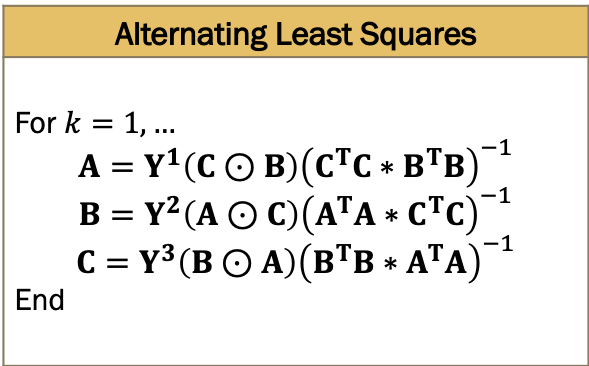 Alternating Least Squares
For k = 1, …
A = Y¹(C ⊙ B)(CᵀC * BᵀB)⁻¹
B = Y²(A ⊙ C)(AᵀA * CᵀC)⁻¹
C = Y³(B ⊙ A)(BᵀB * AᵀA)⁻¹
End